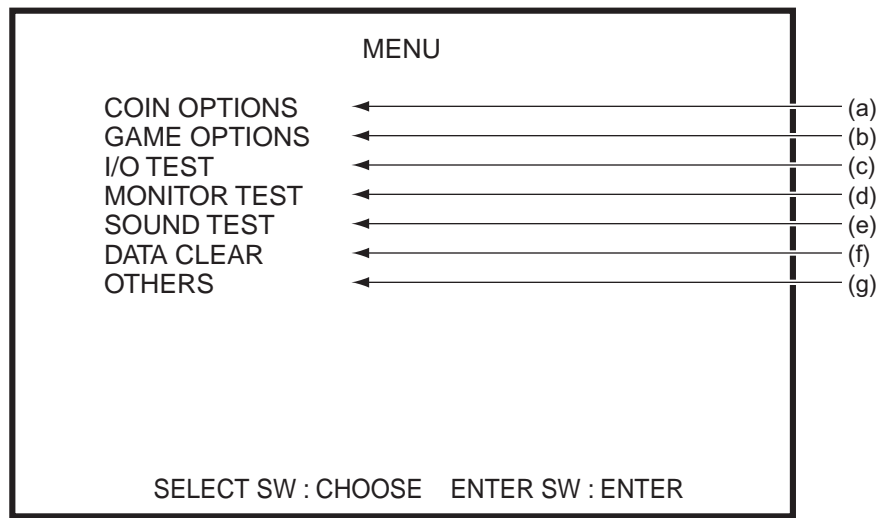 MENU
COIN OPTIONS (a)
GAME OPTIONS (b)
I/O TEST (c)
MONITOR TEST (d)
SOUND TEST (e)
DATA CLEAR (f)
OTHERS (g)
SELECT SW : CHOOSE ENTER SW : ENTER